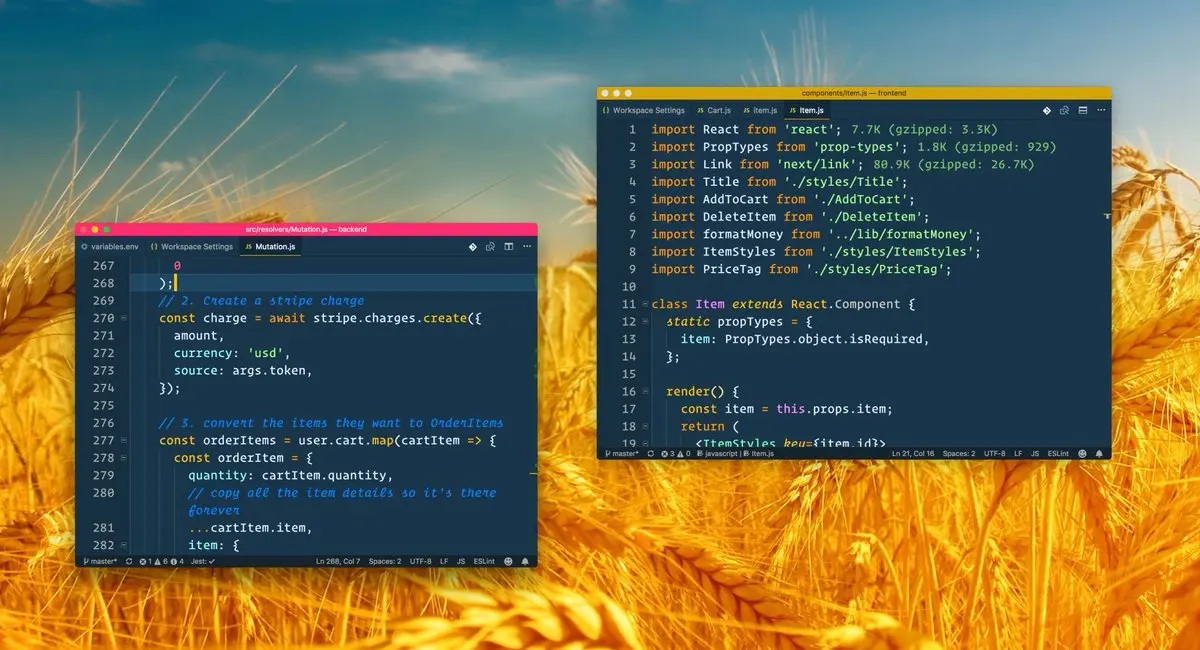 src/resolvers/Mutation.js — backend
variables.env
{ } Workspace Settings
JS Mutation.js
267 0
268 );
269 // 2. Create a stripe charge
270 const charge = await stripe.charges.create({
271 amount,
272 currency: 'usd',
273 source: args.token,
274 });
275
276 // 3. convert the items they want to OrderItems
277 const orderItems = user.cart.map(cartItem => {
278 const orderItem = {
279 quantity: cartItem.quantity,
280 // copy all the item details so it's there
forever
281 ...cartItem.item,
282 item: {
master* 1 6 4 Jest: Ln 268, Col 7 Spaces: 2 UTF-8 LF JS ESLint
components/Item.js — frontend
{ } Workspace Settings
JS Cart.js
JS item.js
JS Item.js
1 import React from 'react'; 7.7K (gzipped: 3.3K)
2 import PropTypes from 'prop-types'; 1.8K (gzipped: 929)
3 import Link from 'next/link'; 80.9K (gzipped: 26.7K)
4 import Title from './styles/Title';
5 import AddToCart from './AddToCart';
6 import DeleteItem from './DeleteItem';
7 import formatMoney from '../lib/formatMoney';
8 import ItemStyles from './styles/ItemStyles';
9 import PriceTag from './styles/PriceTag';
10
11 class Item extends React.Component {
12 static propTypes = {
13 item: PropTypes.object.isRequired,
14 };
15
16 render() {
17 const item = this.props.item;
18 return (
19 <ItemStyles key={item.id}>
master* 3 0 javascript | Item.js Ln 21, Col 16 Spaces: 2 UTF-8 LF JS ESLint